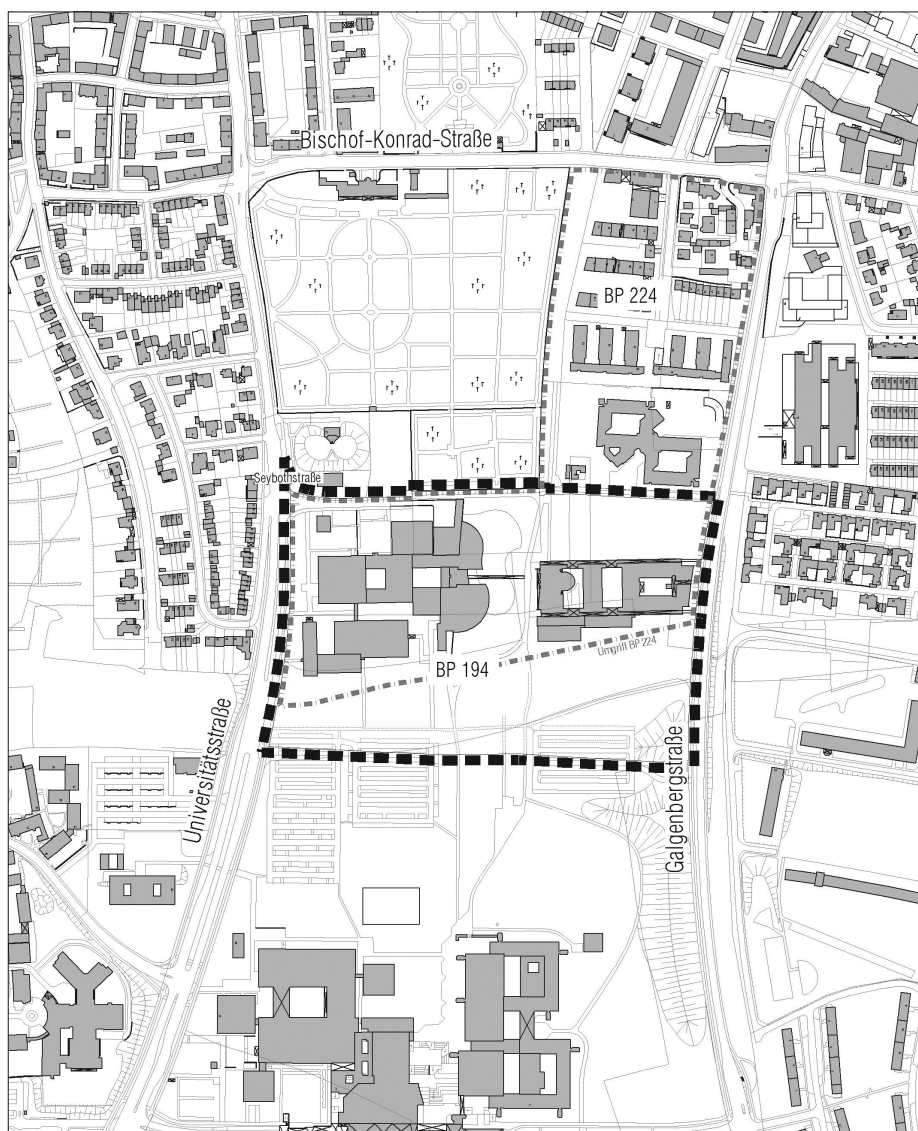 Bischof-Konrad-Straße
BP 224
Seybothstraße
Umgriff BP 224
BP 194
Universitätsstraße
Galgenbergstraße